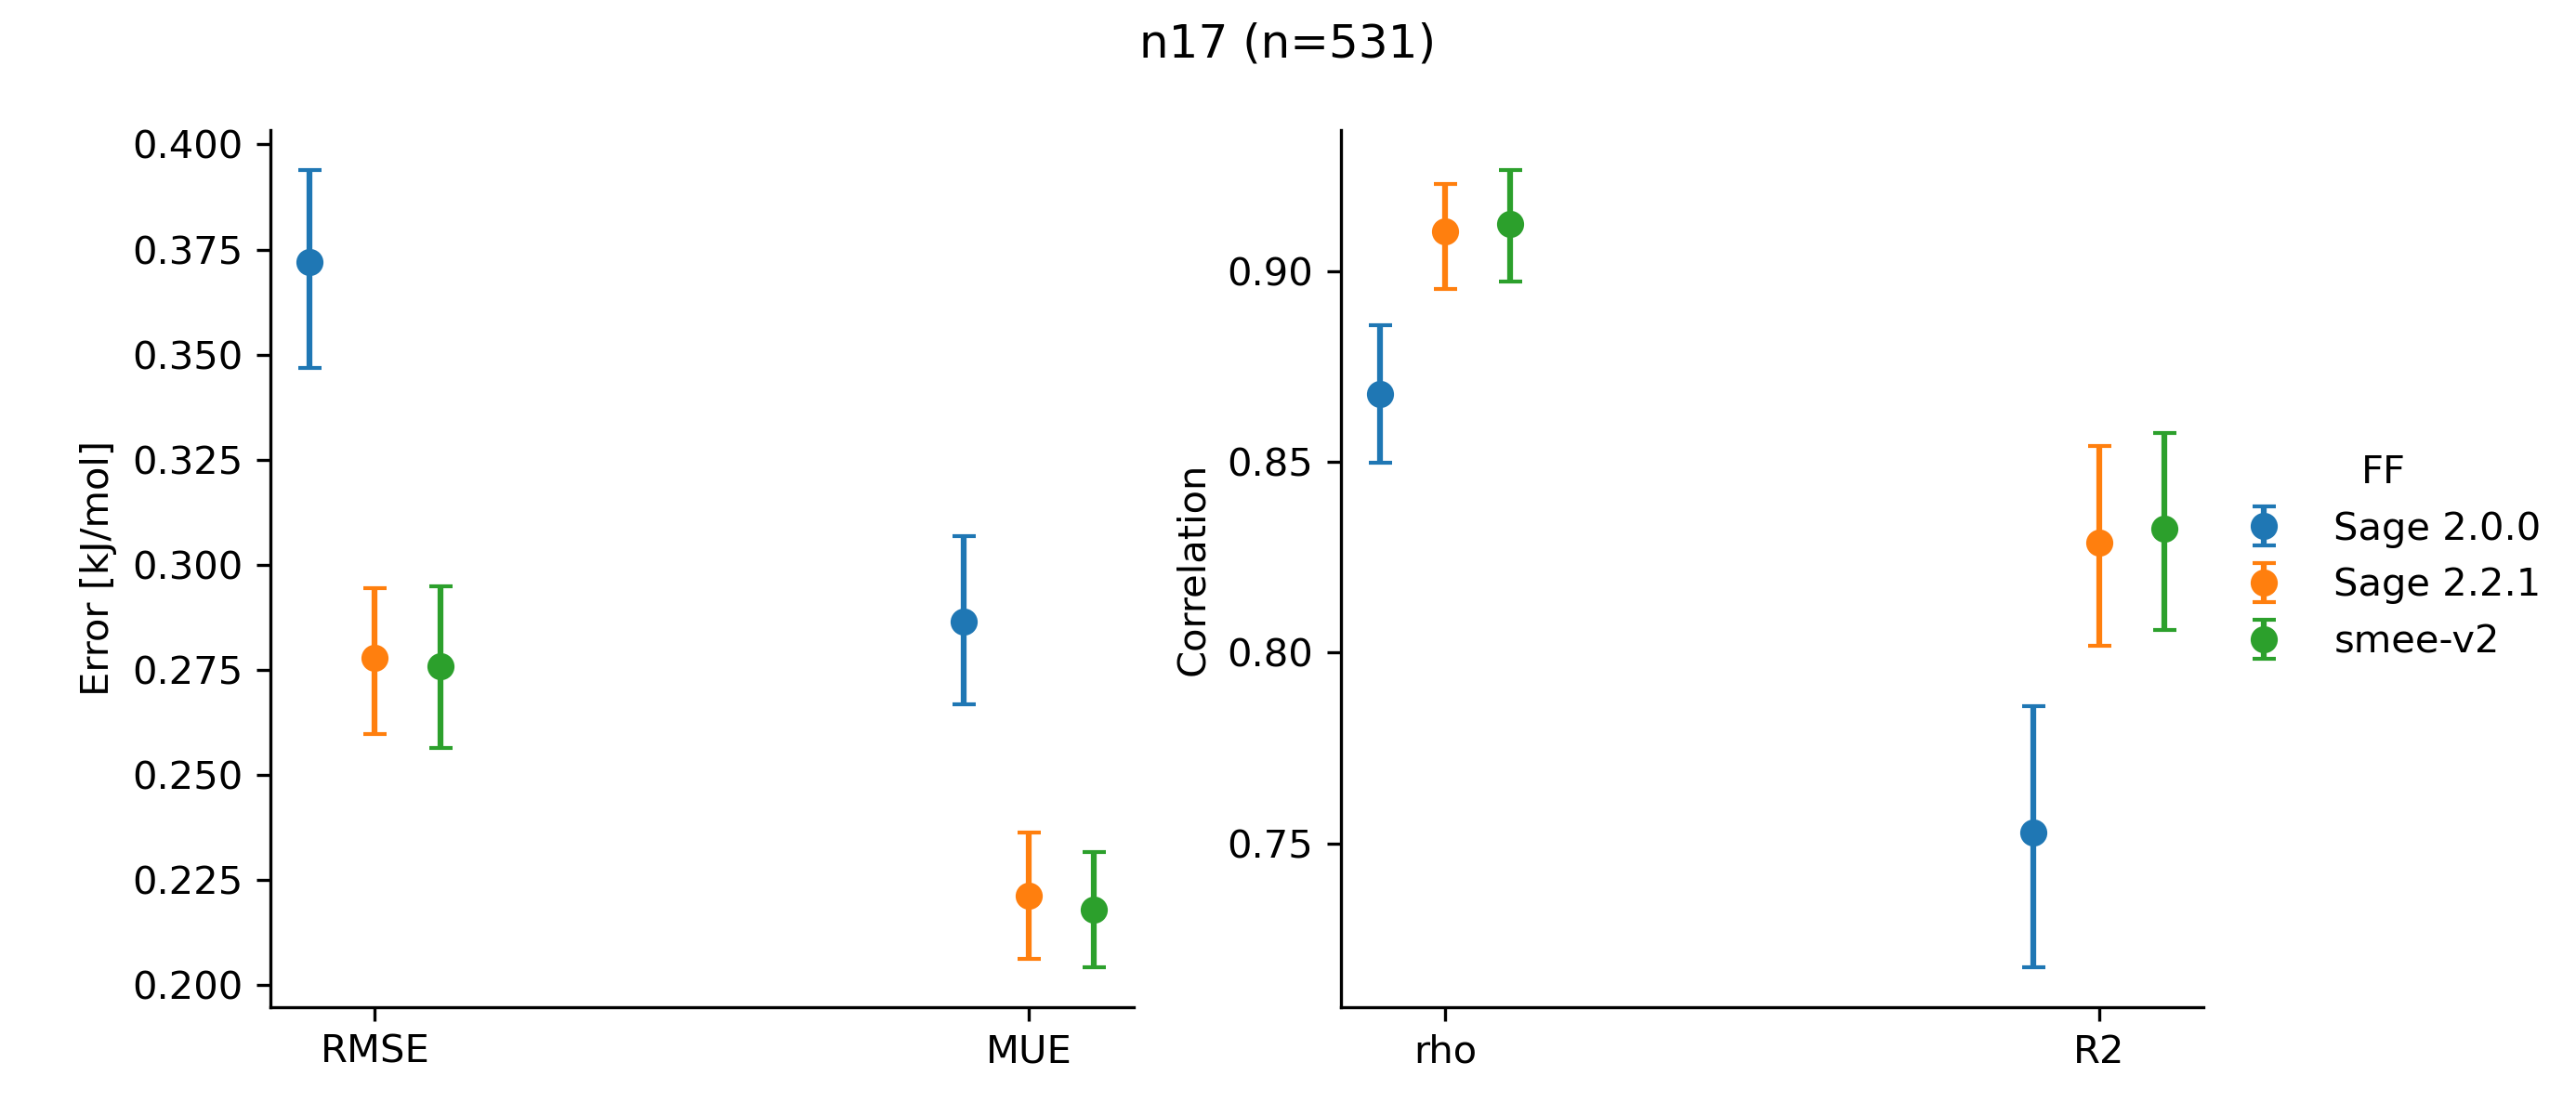 n17 (n=531)
Error [kJ/mol]
0.400
0.375
0.350
0.325
0.300
0.275
0.250
0.225
0.200
RMSE
MUE
Correlation
0.90
0.85
0.80
0.75
rho
R2
FF
Sage 2.0.0
Sage 2.2.1
smee-v2